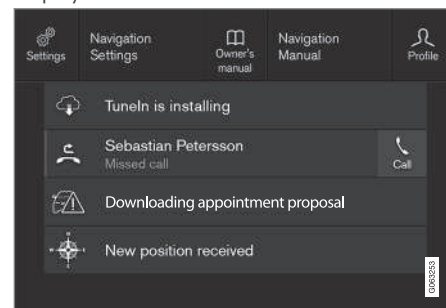 Settings
Navigation
Settings
Owner's
manual
Navigation
Manual
Profile
TuneIn is installing
Sebastian Petersson
Missed call
Call
Downloading appointment proposal
New position received
G063253